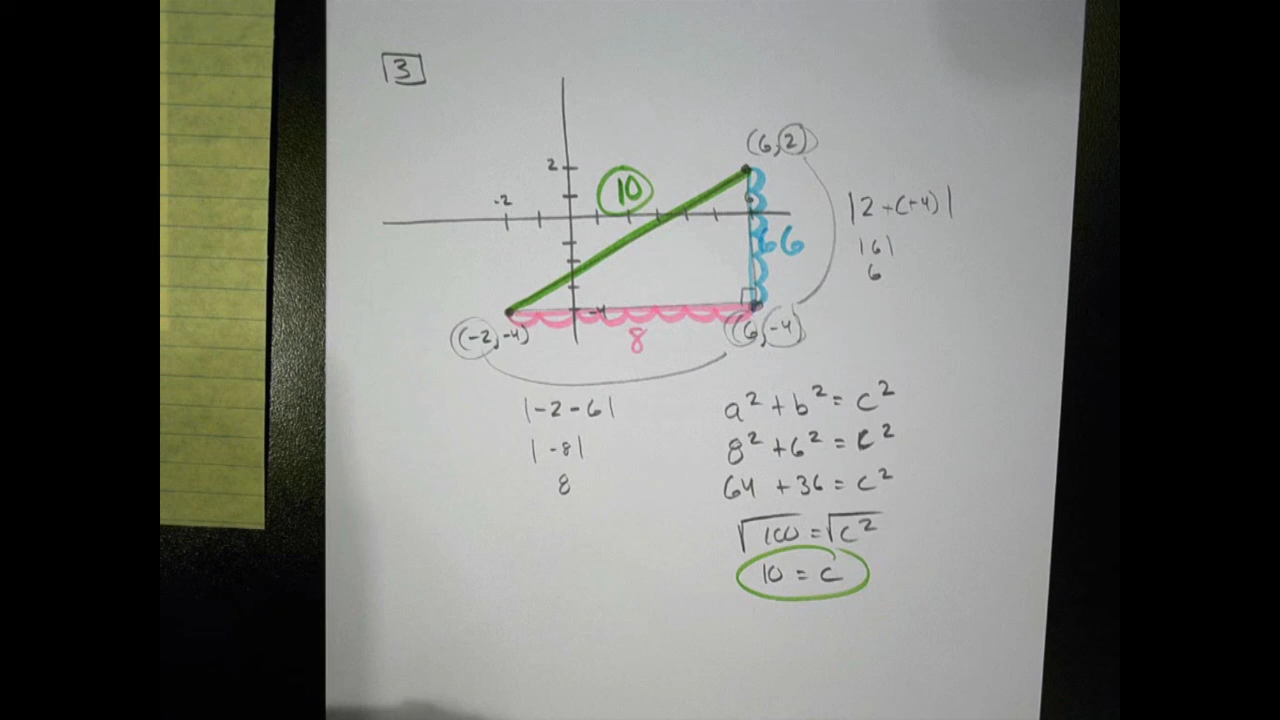 3
(6, 2)
2
10
-2
|2 - (-4)|
6
|6|
6
-4
(-2, -4)
8
(6, -4)
|-2 - 6|
|-8|
8
a² + b² = c²
8² + 6² = c²
64 + 36 = c²
√100 = √c²
10 = c